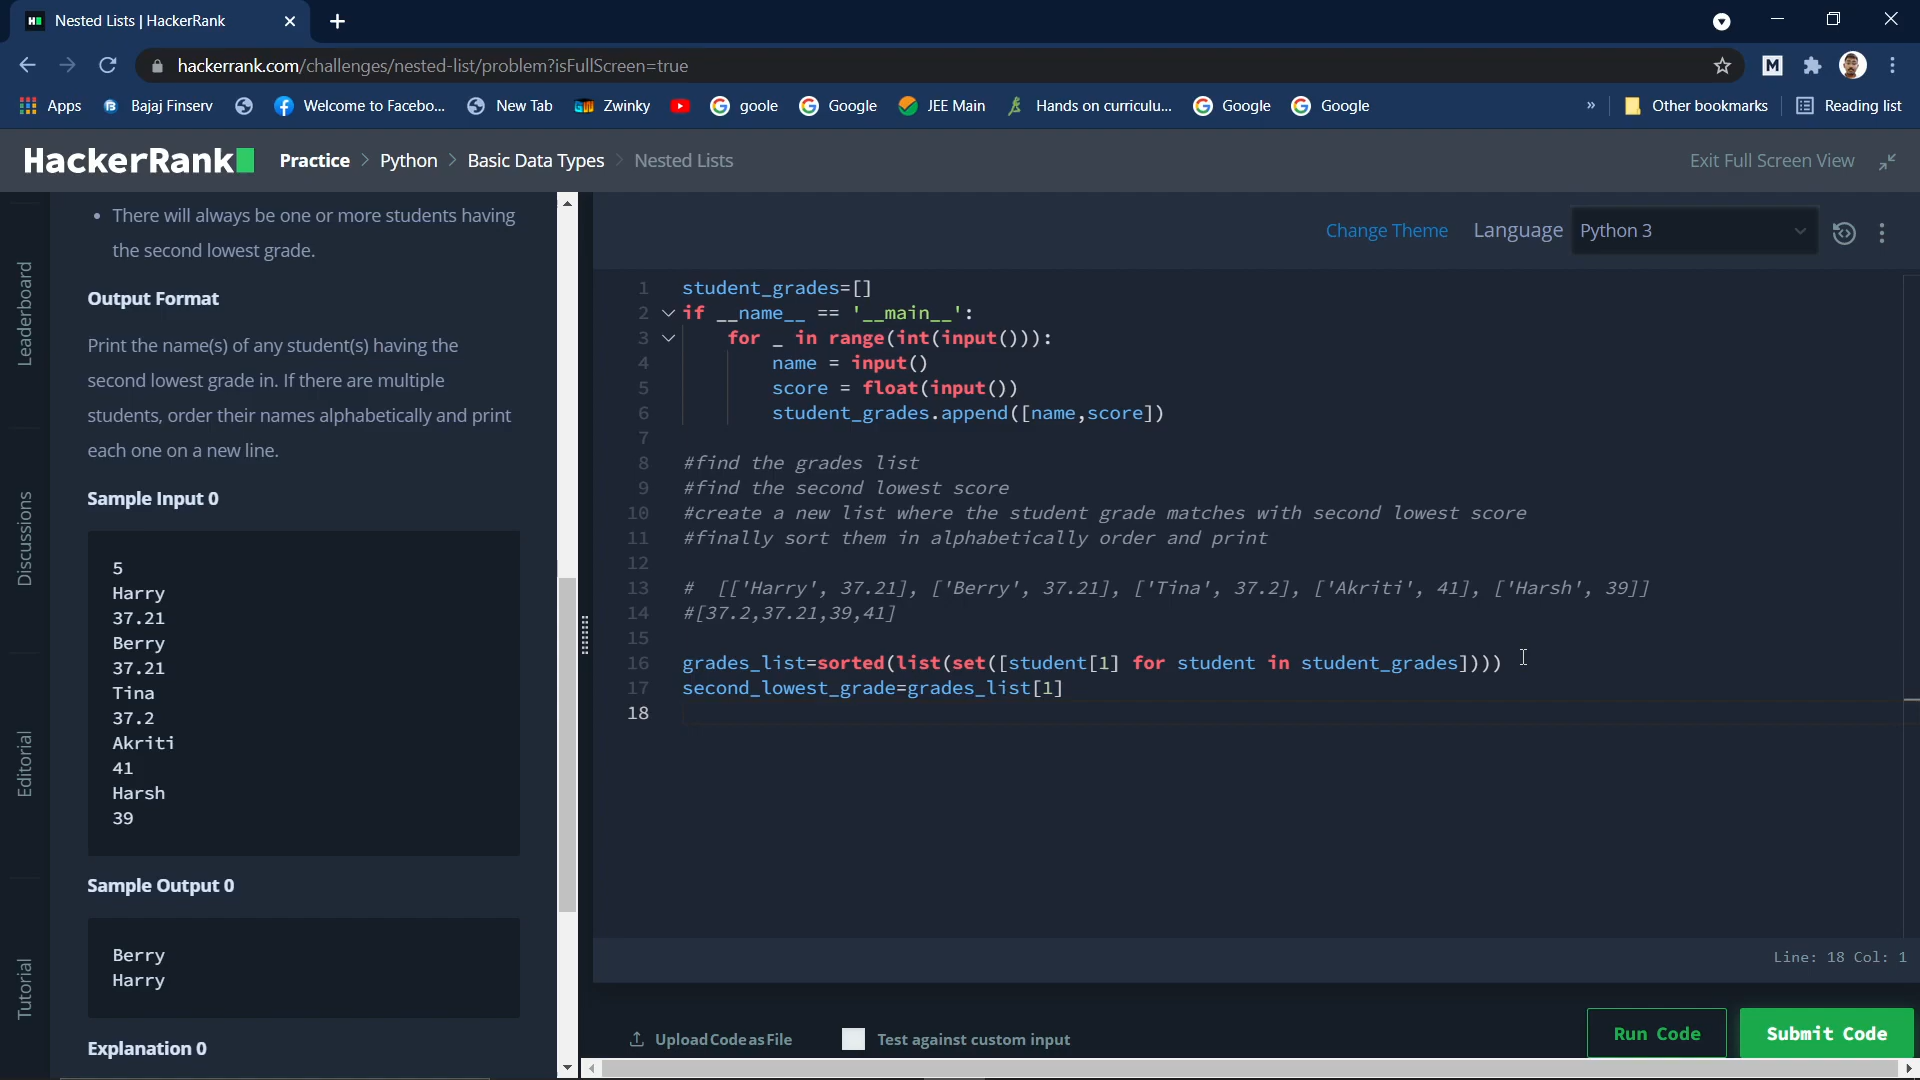 Nested Lists | HackerRank
hackerrank.com/challenges/nested-list/problem?isFullScreen=true
Apps Bajaj Finserv Welcome to Facebo... New Tab Zwinky goole Google JEE Main Hands on curriculu... Google Google » Other bookmarks Reading list
HackerRank Practice > Python > Basic Data Types > Nested Lists Exit Full Screen View
Leaderboard
Discussions
Editorial
Tutorial
• There will always be one or more students having
the second lowest grade.
Output Format
Print the name(s) of any student(s) having the
second lowest grade in. If there are multiple
students, order their names alphabetically and print
each one on a new line.
Sample Input 0
5
Harry
37.21
Berry
37.21
Tina
37.2
Akriti
41
Harsh
39
Sample Output 0
Berry
Harry
Explanation 0
Change Theme Language Python 3
1 student_grades=[]
2 if __name__ == '__main__':
3 for _ in range(int(input())):
4 name = input()
5 score = float(input())
6 student_grades.append([name,score])
7
8 #find the grades list
9 #find the second lowest score
10 #create a new list where the student grade matches with second lowest score
11 #finally sort them in alphabetically order and print
12
13 # [['Harry', 37.21], ['Berry', 37.21], ['Tina', 37.2], ['Akriti', 41], ['Harsh', 39]]
14 #[37.2,37.21,39,41]
15
16 grades_list=sorted(list(set([student[1] for student in student_grades])))
17 second_lowest_grade=grades_list[1]
18
Line: 18 Col: 1
Upload Code as File Test against custom input Run Code Submit Code